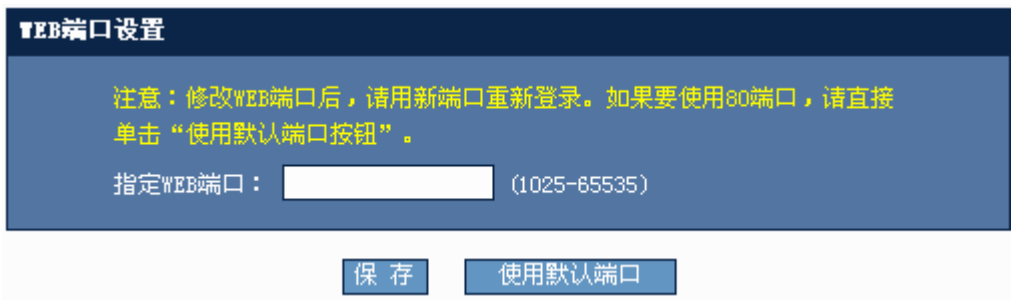 WEB端口设置
注意：修改WEB端口后，请用新端口重新登录。如果要使用80端口，请直接
单击“使用默认端口按钮”。
指定WEB端口： (1025-65535)
保 存 使用默认端口